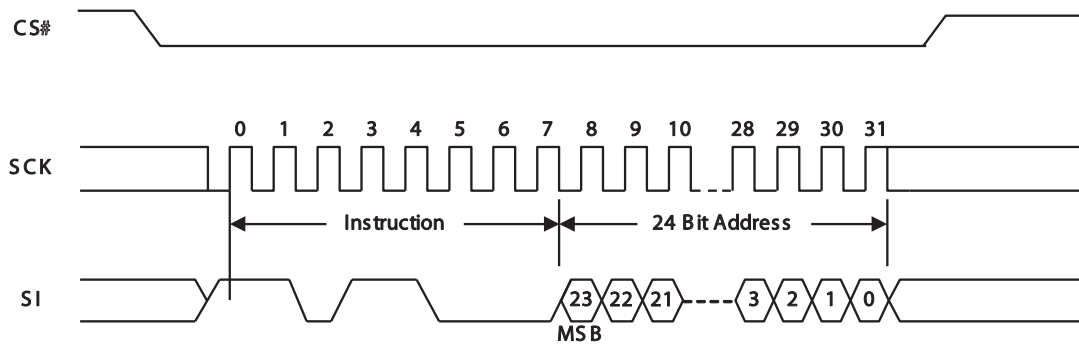 CS#
0 1 2 3 4 5 6 7 8 9 10 28 29 30 31
SCK
Instruction 24 Bit Address
SI 23 22 21 3 2 1 0
MSB